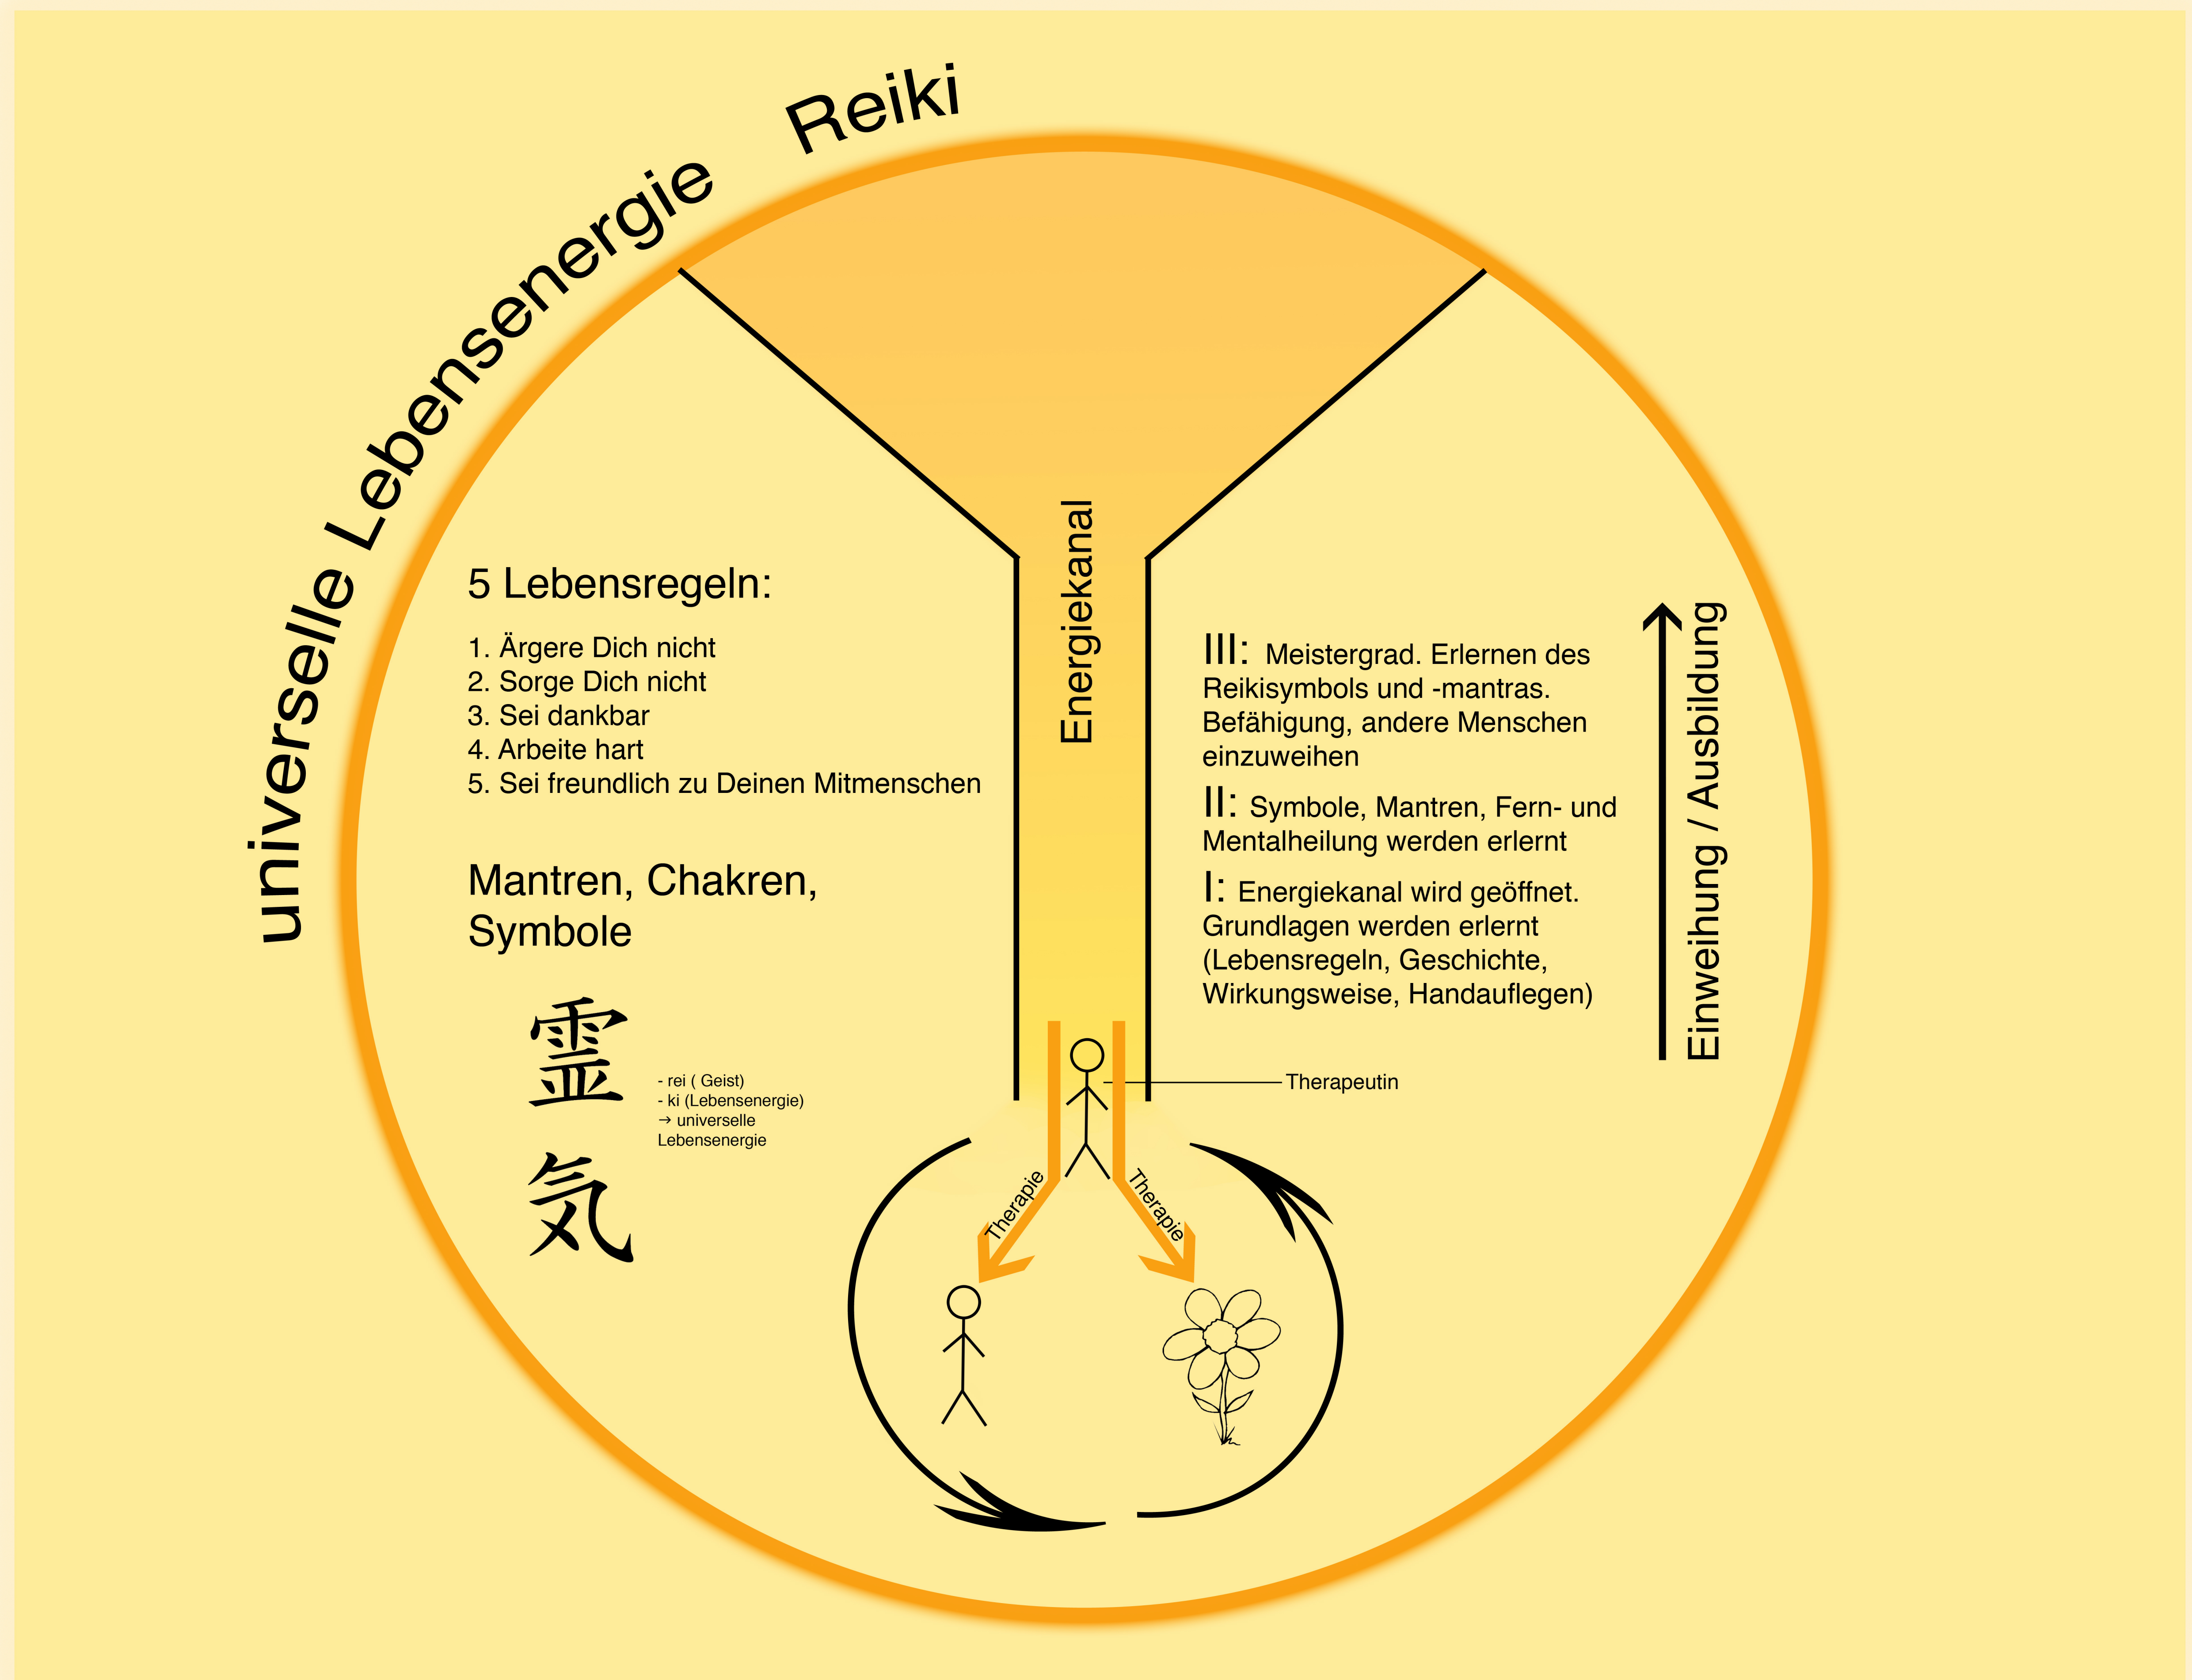 universelle Lebensenergie Reiki
Energiekanal
5 Lebensregeln:
1. Ärgere Dich nicht
2. Sorge Dich nicht
3. Sei dankbar
4. Arbeite hart
5. Sei freundlich zu Deinen Mitmenschen
Mantren, Chakren,
Symbole
霊
気
- rei ( Geist)
- ki (Lebensenergie)
→ universelle
Lebensenergie
III: Meistergrad. Erlernen des
Reikisymbols und -mantras.
Befähigung, andere Menschen
einzuweihen
II: Symbole, Mantren, Fern- und
Mentalheilung werden erlernt
I: Energiekanal wird geöffnet.
Grundlagen werden erlernt
(Lebensregeln, Geschichte,
Wirkungsweise, Handauflegen)
Einweihung / Ausbildung
Therapeutin
Therapie
Therapie